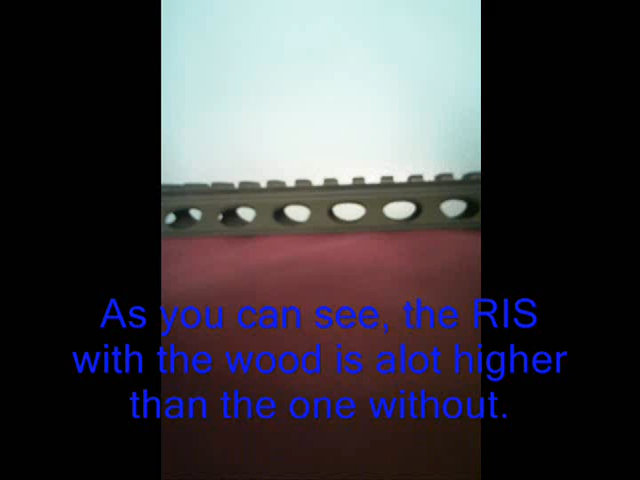 As you can see, the RIS
with the wood is alot higher
than the one without.